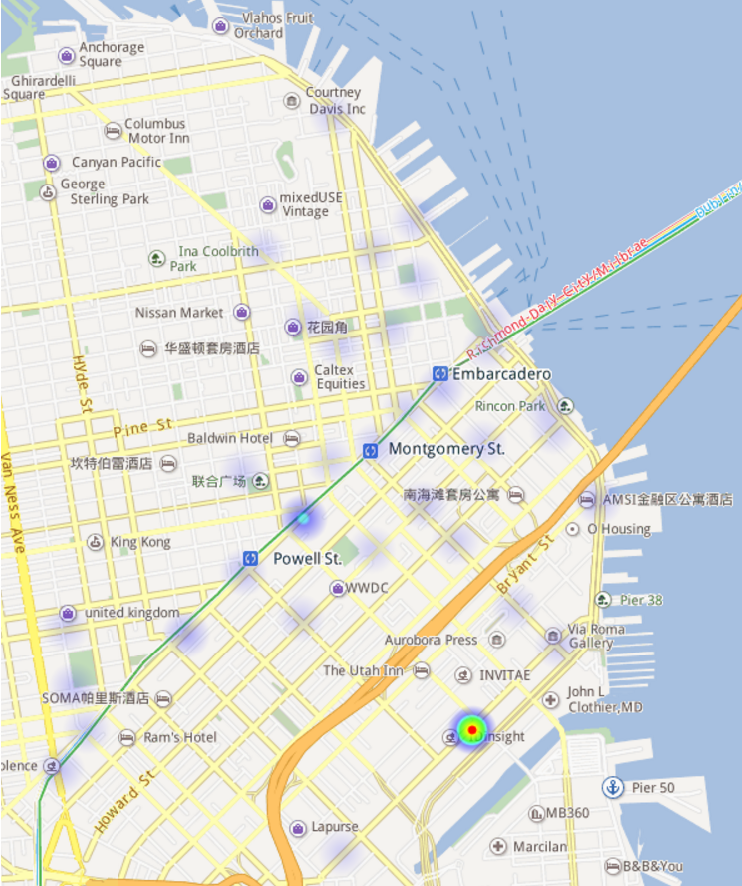 Vlahos Fruit
Orchard
Anchorage
Square
Ghirardelli
Square
Courtney
Davis Inc
Columbus
Motor Inn
Canyan Pacific
George
Sterling Park
mixedUSE
Vintage
Ina Coolbrith
Park
Richmond-Daly-City/Millbrae
Nissan Market
花园角
华盛顿套房酒店
Caltex
Equities
Embarcadero
Hyde St
Rincon Park
Pine St
Baldwin Hotel
Montgomery St.
坎特伯雷酒店
联合广场
南海滩套房公寓
AMSI金融区公寓酒店
Van Ness Ave
O Housing
King Kong
Powell St.
Bryant St
WWDC
united kingdom
Pier 38
Via Roma
Gallery
Aurobora Press
The Utah Inn
INVITAE
SOMA帕里斯酒店
John L
Clothier,MD
Ram's Hotel
nsight
olence
Pier 50
Howard St
MB360
Lapurse
Marcilan
B&B&You